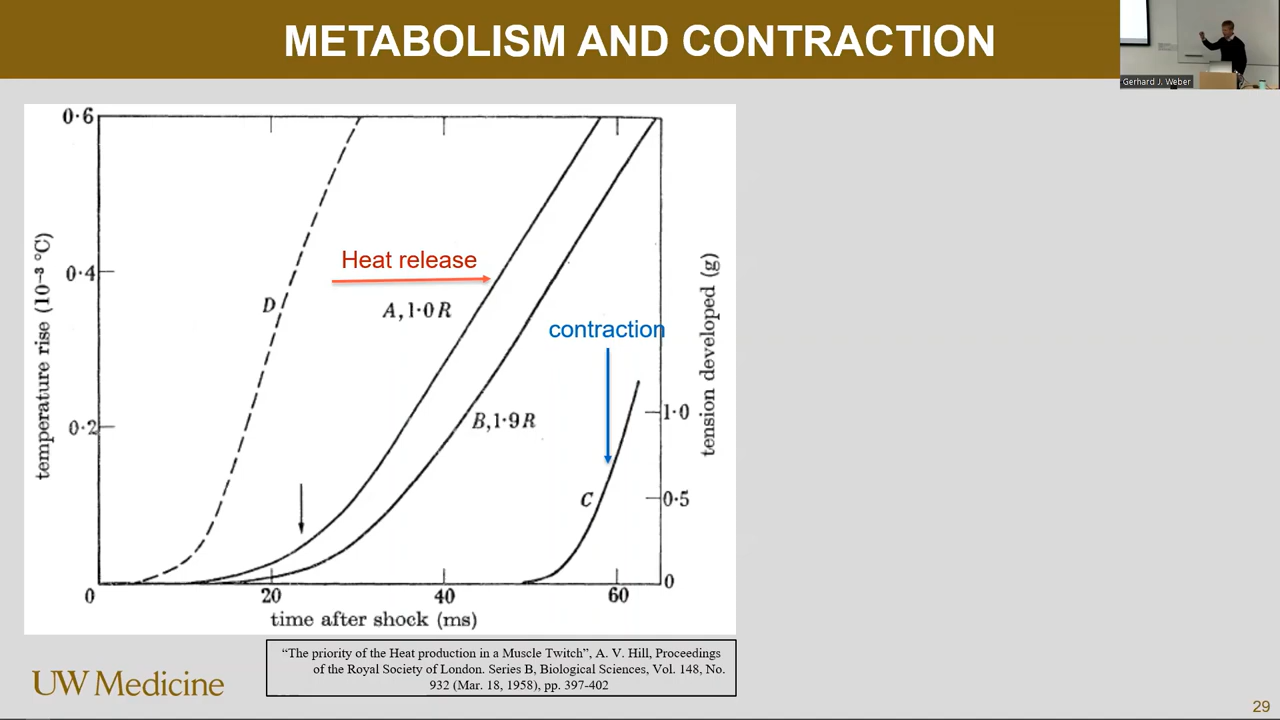 METABOLISM AND CONTRACTION
Gerhard J. Weber
0·6
0·4
0·2
0
temperature rise (10⁻³ °C)
D
Heat release
A, 1·0 R
contraction
B, 1·9 R
C
1·0
0·5
0
tension developed (g)
20
40
60
time after shock (ms)
“The priority of the Heat production in a Muscle Twitch”, A. V. Hill, Proceedings
of the Royal Society of London. Series B, Biological Sciences, Vol. 148, No.
932 (Mar. 18, 1958), pp. 397-402
UW Medicine
29